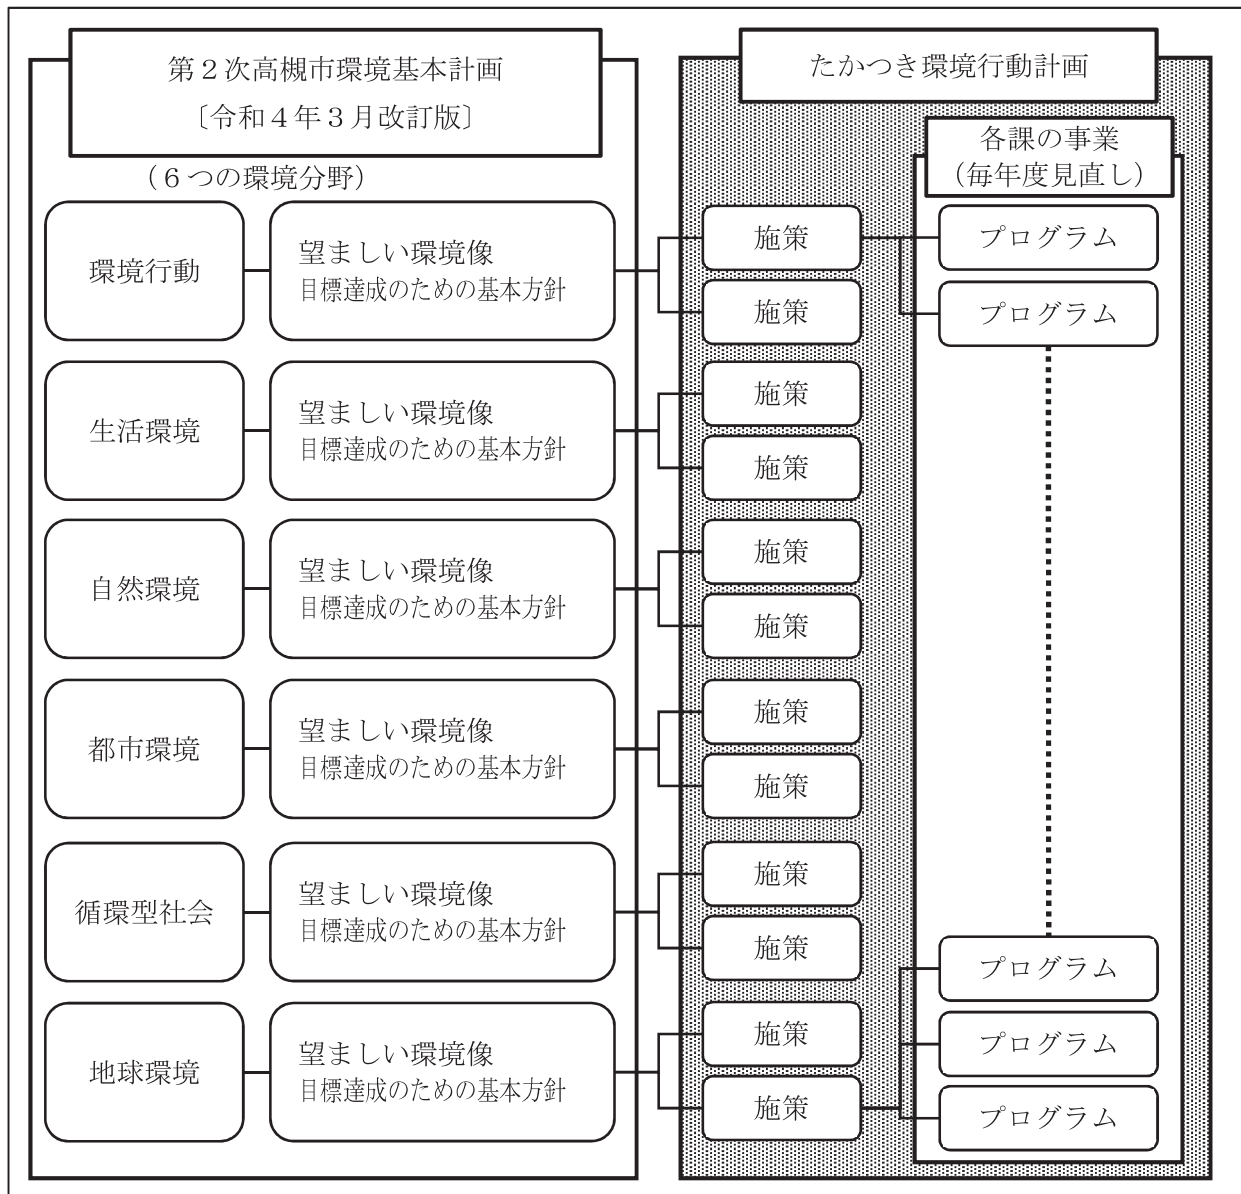 第２次高槻市環境基本計画
〔令和４年３月改訂版〕
（６つの環境分野）
たかつき環境行動計画
各課の事業
（毎年度見直し）
環境行動
望ましい環境像
目標達成のための基本方針
施策
施策
プログラム
プログラム
生活環境
望ましい環境像
目標達成のための基本方針
施策
施策
自然環境
望ましい環境像
目標達成のための基本方針
施策
施策
都市環境
望ましい環境像
目標達成のための基本方針
施策
施策
循環型社会
望ましい環境像
目標達成のための基本方針
施策
施策
プログラム
地球環境
望ましい環境像
目標達成のための基本方針
施策
施策
プログラム
プログラム